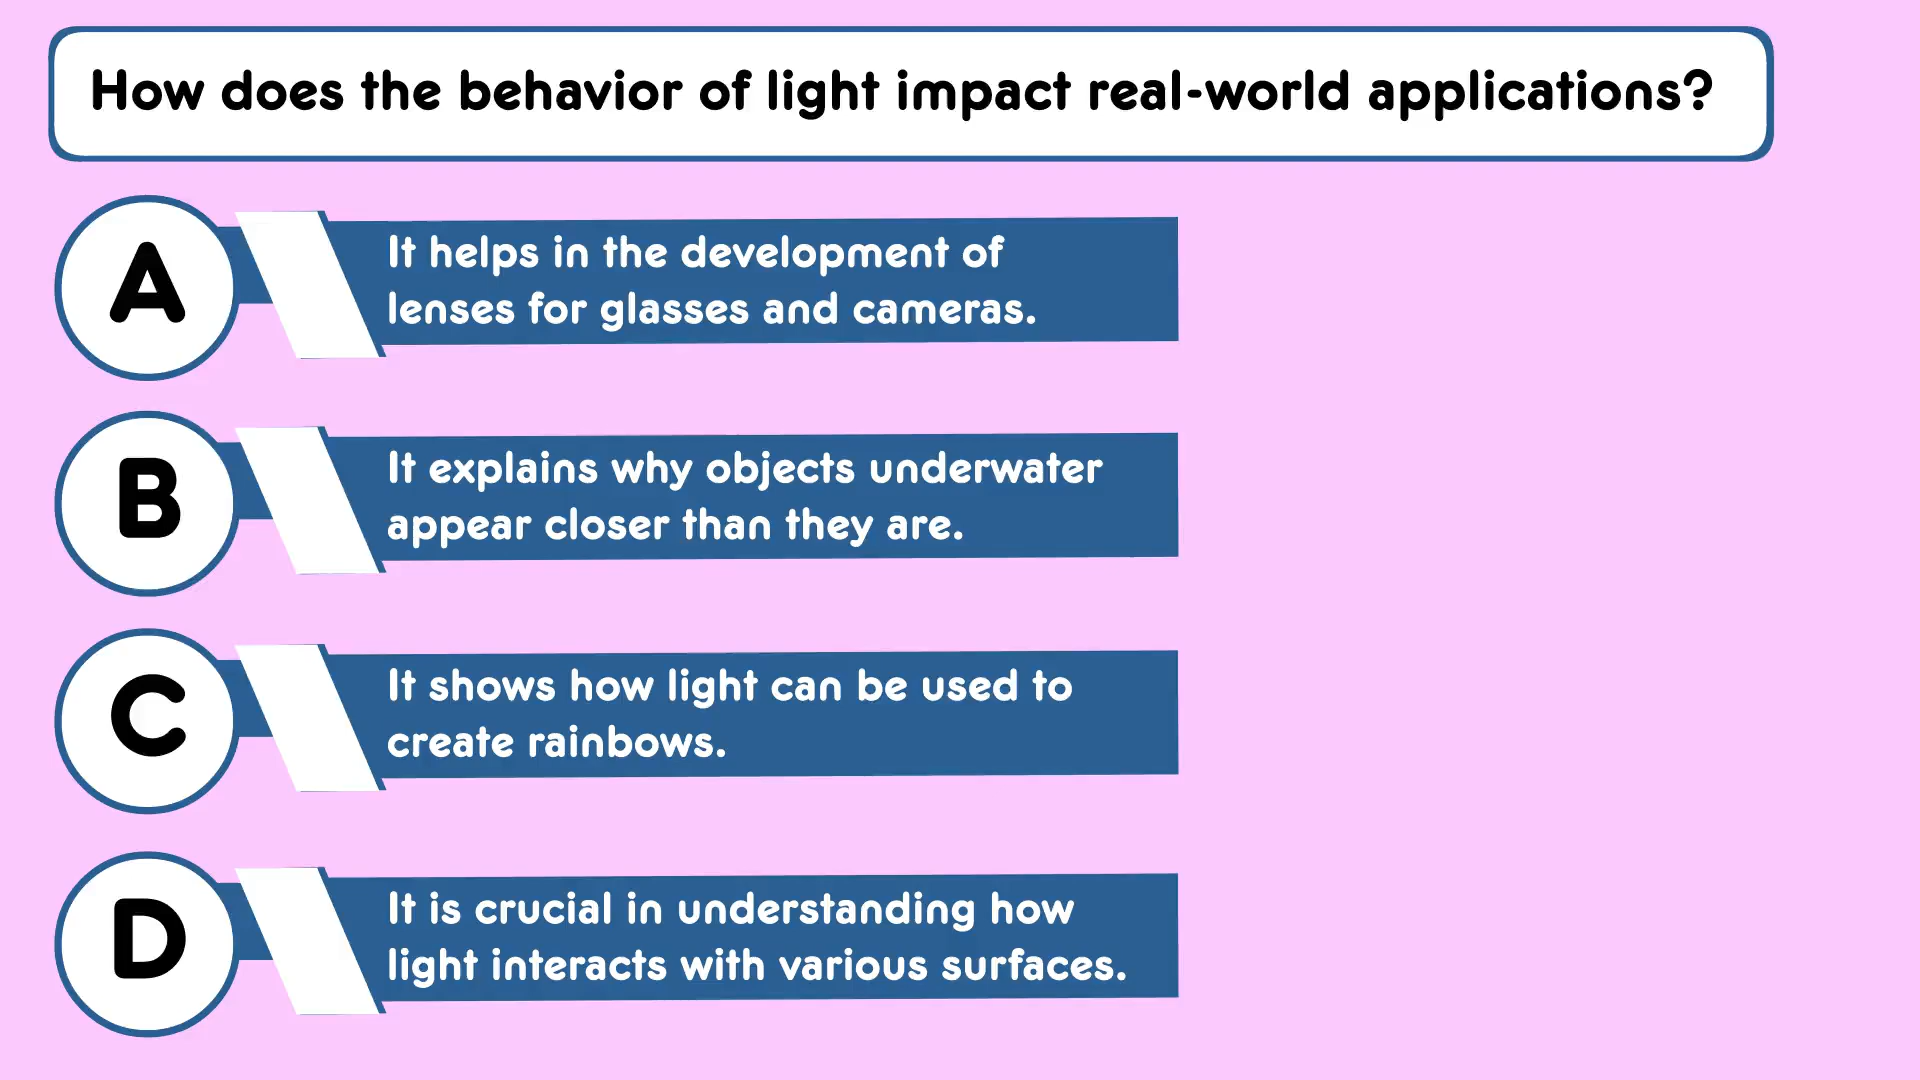 How does the behavior of light impact real-world applications?
A
It helps in the development of
lenses for glasses and cameras.
B
It explains why objects underwater
appear closer than they are.
C
It shows how light can be used to
create rainbows.
D
It is crucial in understanding how
light interacts with various surfaces.